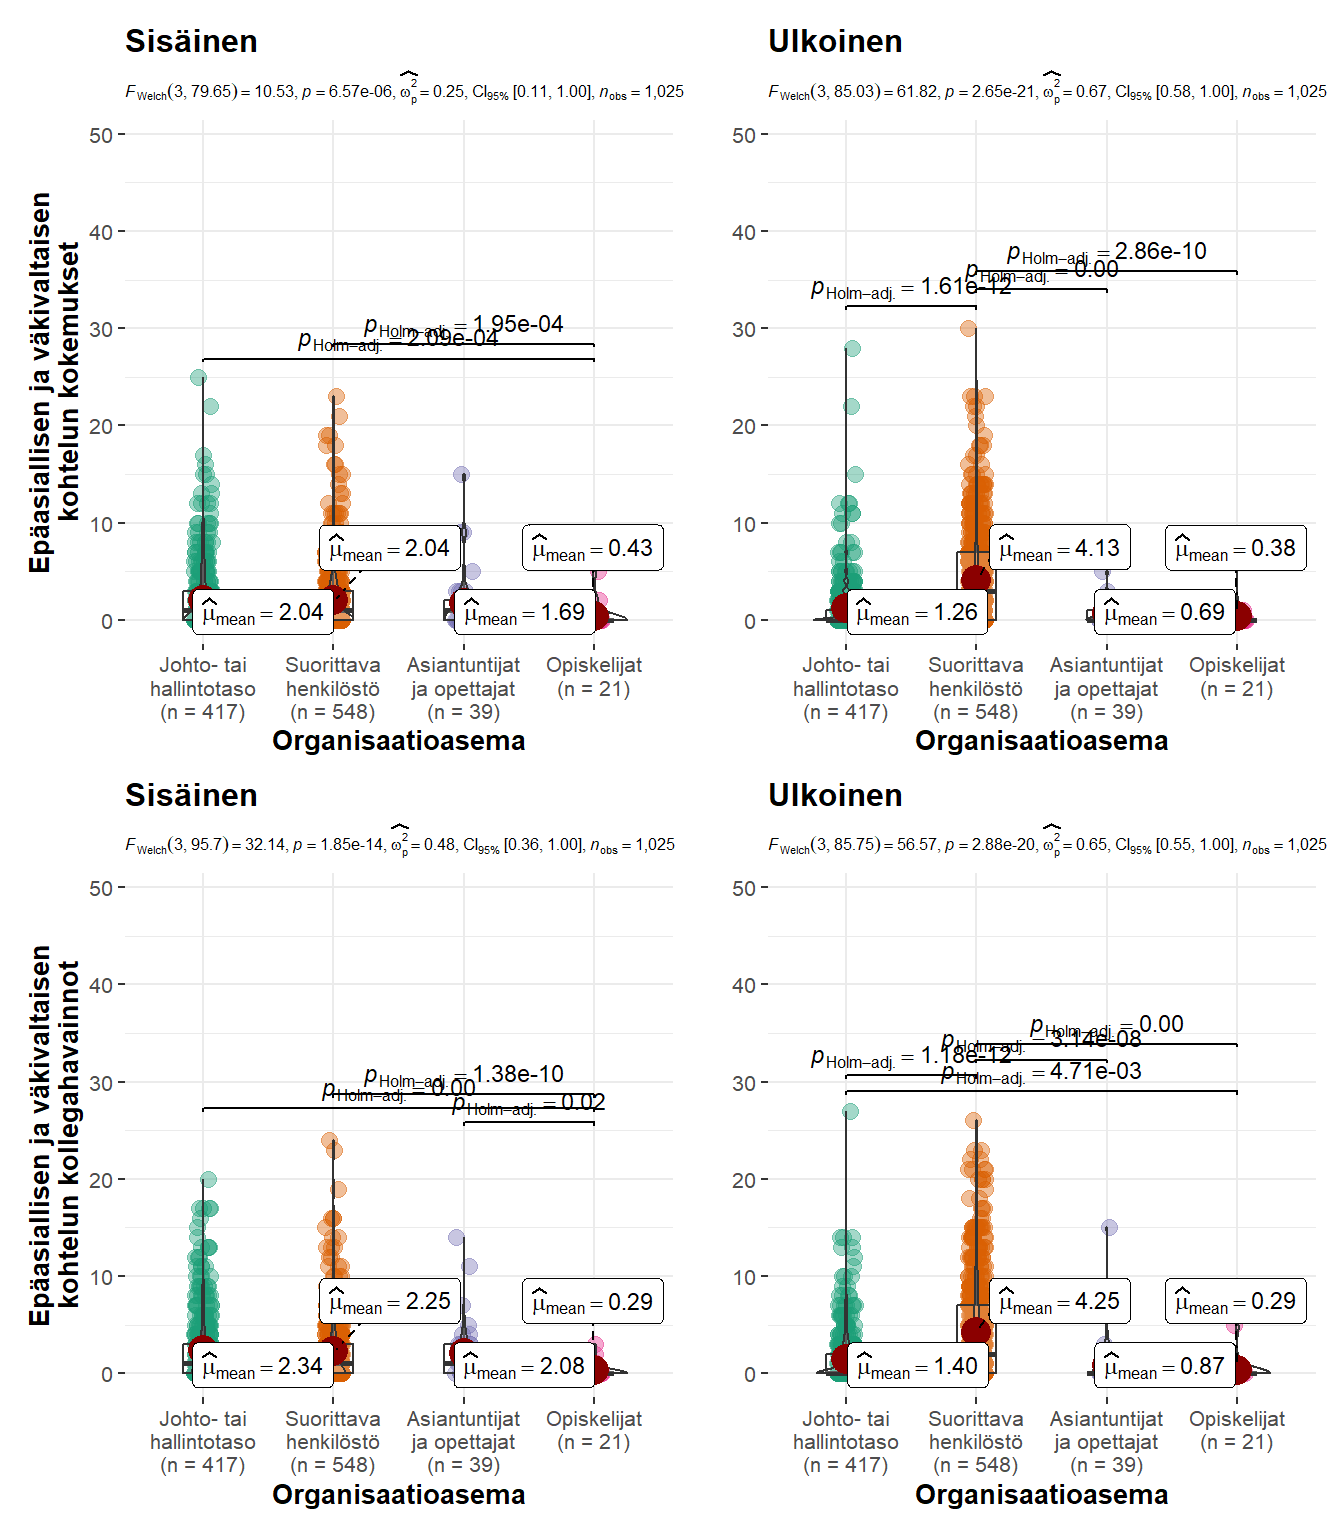 Sisäinen
F Welch(3, 79.65) = 10.53, p = 6.57e-06, ω̂²p = 0.25, CI95% [0.11, 1.00], nobs = 1,025
Epäasiallisen ja väkivaltaisen
kohtelun kokemukset
50
40
30
20
10
0
pHolm–adj. = 1.95e-04
pHolm–adj. = 2.09e-04
μ̂mean = 2.04
μ̂mean = 0.43
μ̂mean = 2.04
μ̂mean = 1.69
Johto- tai
hallintotaso
(n = 417)
Suorittava
henkilöstö
(n = 548)
Asiantuntijat
ja opettajat
(n = 39)
Opiskelijat
(n = 21)
Organisaatioasema
Ulkoinen
F Welch(3, 85.03) = 61.82, p = 2.65e-21, ω̂²p = 0.67, CI95% [0.58, 1.00], nobs = 1,025
50
40
30
20
10
0
pHolm–adj. = 2.86e-10
pHolm–adj. = 0.00
pHolm–adj. = 1.61e-12
μ̂mean = 4.13
μ̂mean = 0.38
μ̂mean = 1.26
μ̂mean = 0.69
Johto- tai
hallintotaso
(n = 417)
Suorittava
henkilöstö
(n = 548)
Asiantuntijat
ja opettajat
(n = 39)
Opiskelijat
(n = 21)
Organisaatioasema
Sisäinen
F Welch(3, 95.7) = 32.14, p = 1.85e-14, ω̂²p = 0.48, CI95% [0.36, 1.00], nobs = 1,025
Epäasiallisen ja väkivaltaisen
kohtelun kollegahavainnot
50
40
30
20
10
0
pHolm–adj. = 1.38e-10
pHolm–adj. = 0.00
pHolm–adj. = 0.02
μ̂mean = 2.25
μ̂mean = 0.29
μ̂mean = 2.34
μ̂mean = 2.08
Johto- tai
hallintotaso
(n = 417)
Suorittava
henkilöstö
(n = 548)
Asiantuntijat
ja opettajat
(n = 39)
Opiskelijat
(n = 21)
Organisaatioasema
Ulkoinen
F Welch(3, 85.75) = 56.57, p = 2.88e-20, ω̂²p = 0.65, CI95% [0.55, 1.00], nobs = 1,025
50
40
30
20
10
0
pHolm–adj. = 0.00
pHolm–adj. = 3.14e-08
pHolm–adj. = 1.18e-12
pHolm–adj. = 4.71e-03
μ̂mean = 4.25
μ̂mean = 0.29
μ̂mean = 1.40
μ̂mean = 0.87
Johto- tai
hallintotaso
(n = 417)
Suorittava
henkilöstö
(n = 548)
Asiantuntijat
ja opettajat
(n = 39)
Opiskelijat
(n = 21)
Organisaatioasema